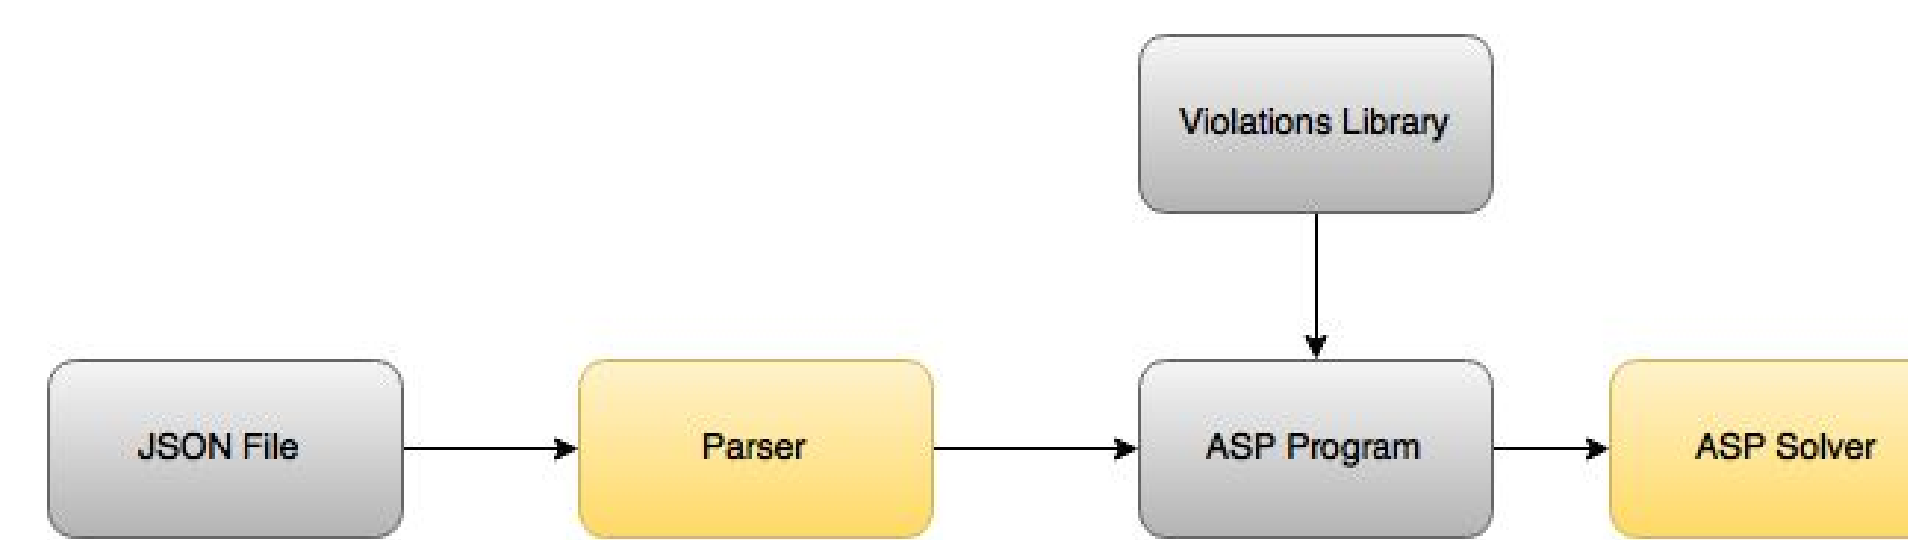 Violations Library
JSON File
Parser
ASP Program
ASP Solver